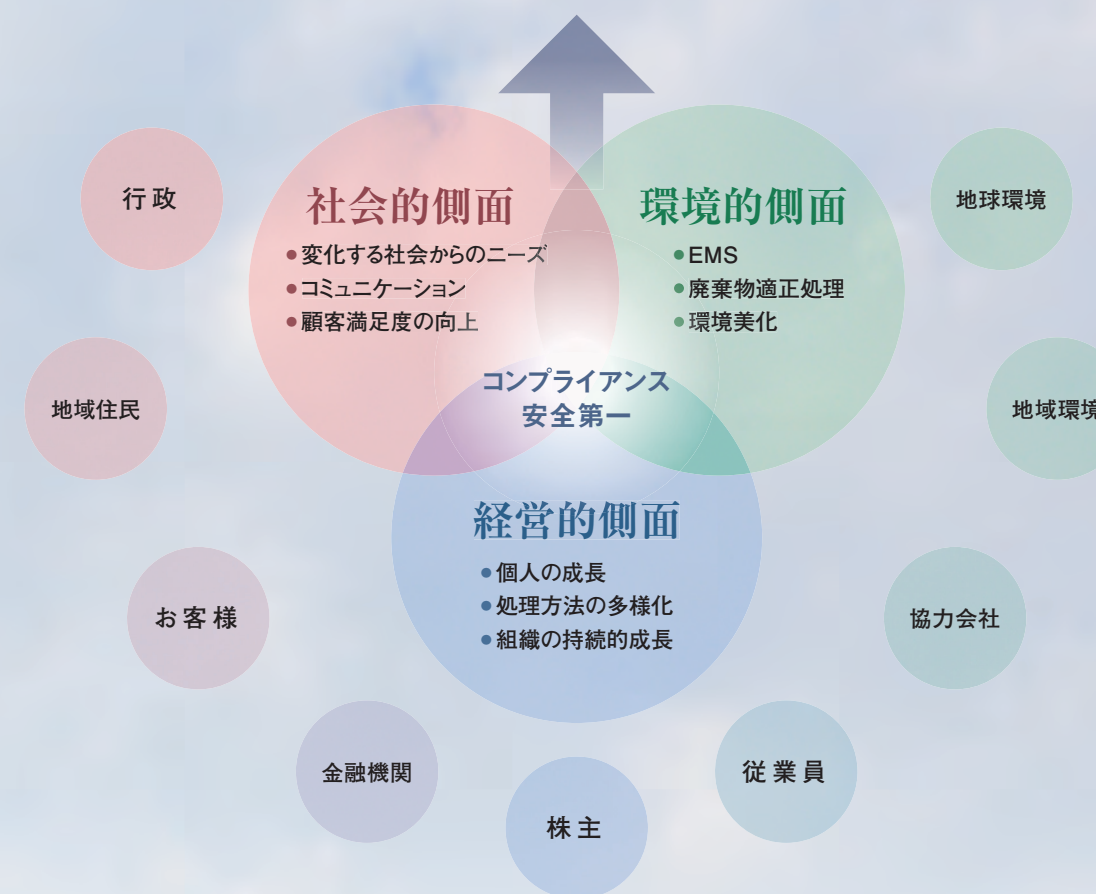 社会的側面
●変化する社会からのニーズ
●コミュニケーション
●顧客満足度の向上
環境的側面
●EMS
●廃棄物適正処理
●環境美化
コンプライアンス
安全第一
経営的側面
●個人の成長
●処理方法の多様化
●組織の持続的成長
行政
地域住民
お客様
金融機関
株主
従業員
協力会社
地域環境
地球環境